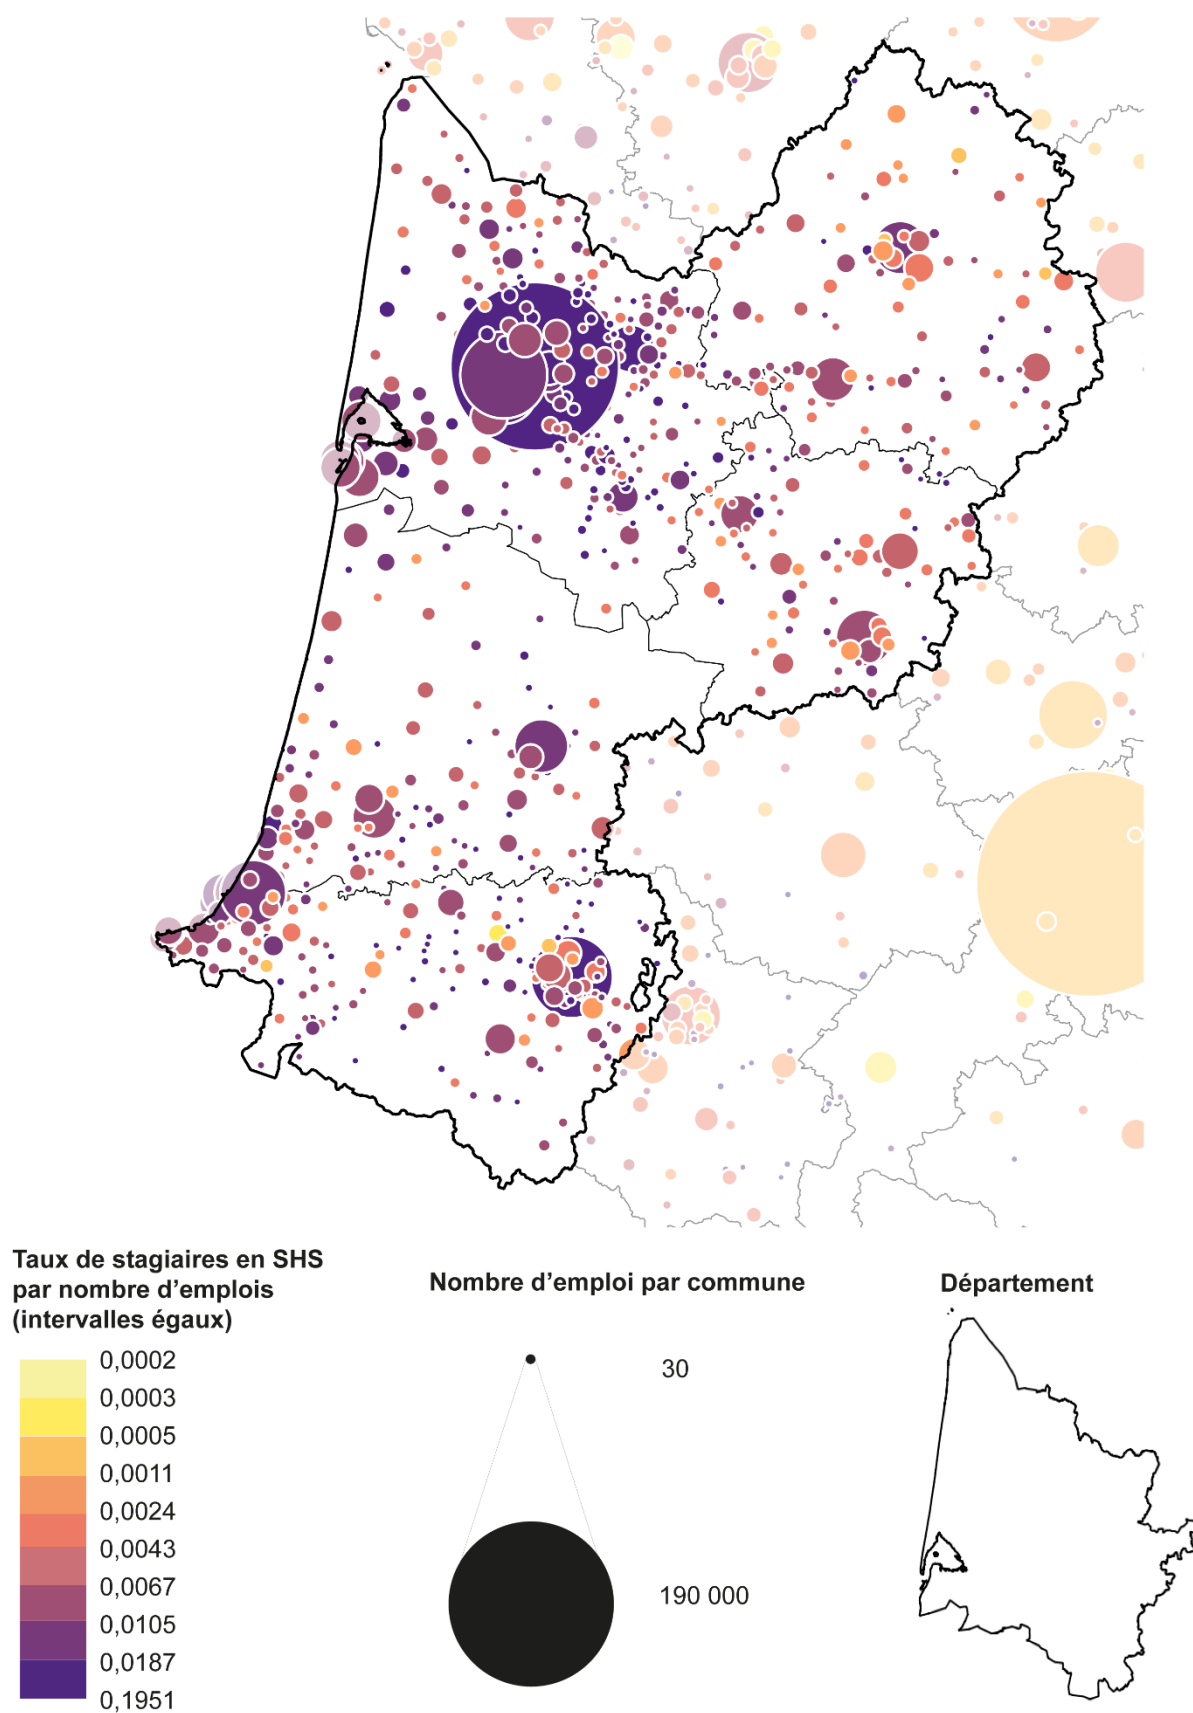 Taux de stagiaires en SHS
par nombre d’emplois
(intervalles égaux)
0,0002
0,0003
0,0005
0,0011
0,0024
0,0043
0,0067
0,0105
0,0187
0,1951
Nombre d’emploi par commune
30
190 000
Département